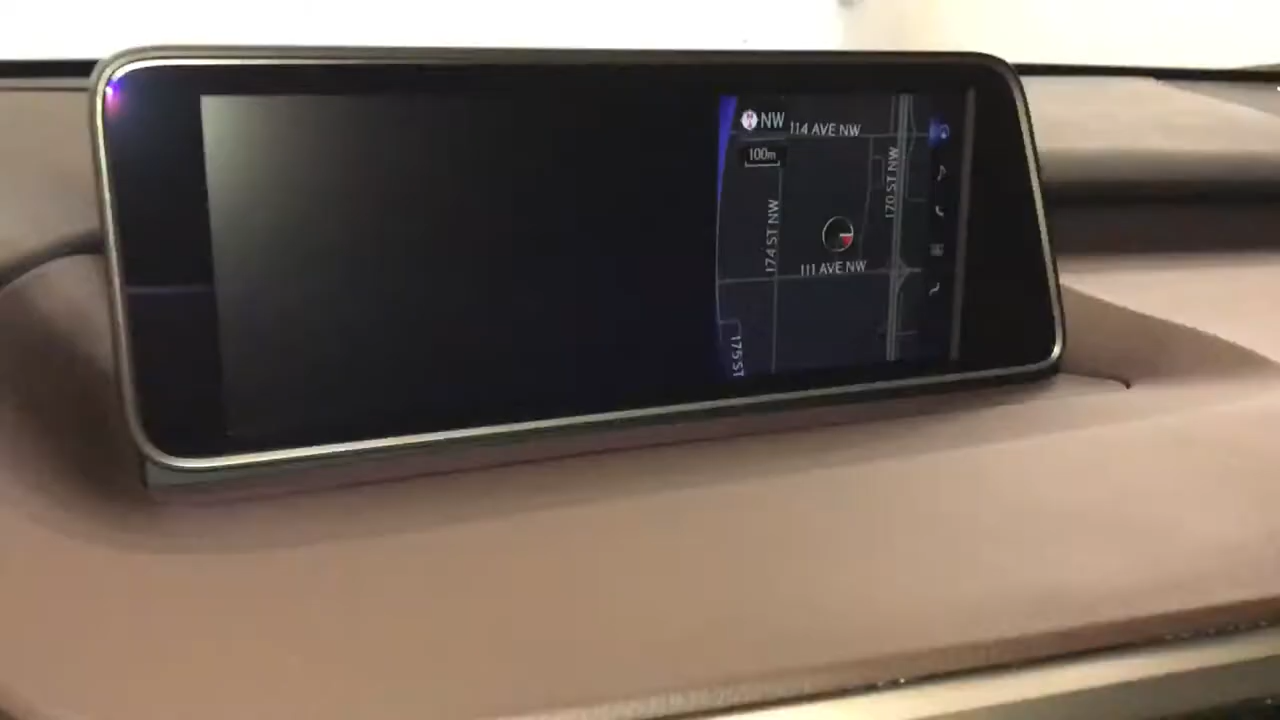 NW
114 AVE NW
100m
170 ST NW
174 ST NW
111 AVE NW
175 ST